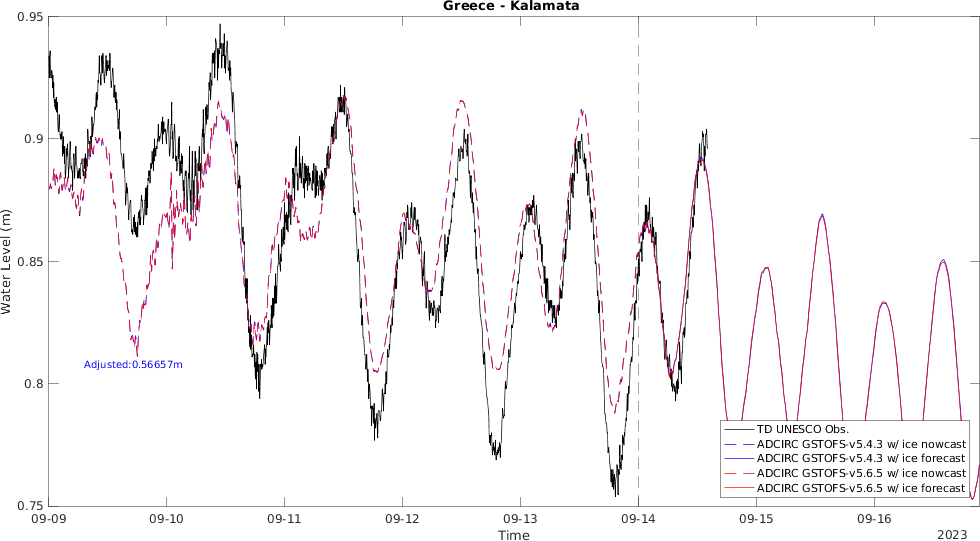 Greece - Kalamata
0.95
0.9
0.85
0.8
0.75
Water Level (m)
Adjusted:0.56657m
TD UNESCO Obs.
ADCIRC GSTOFS-v5.4.3 w/ ice nowcast
ADCIRC GSTOFS-v5.4.3 w/ ice forecast
ADCIRC GSTOFS-v5.6.5 w/ ice nowcast
ADCIRC GSTOFS-v5.6.5 w/ ice forecast
09-09 09-10 09-11 09-12 09-13 09-14 09-15 09-16
Time
2023